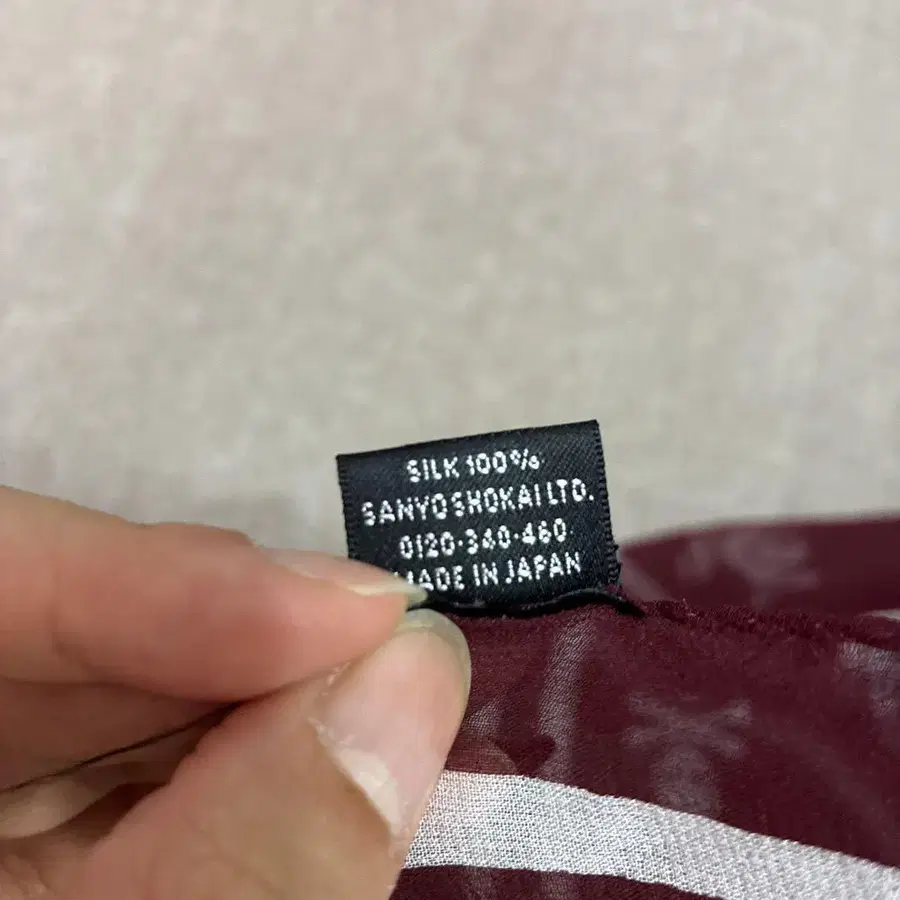 SILK 100%
SANYO SHOKAI LTD.
0120-340-460
MADE IN JAPAN